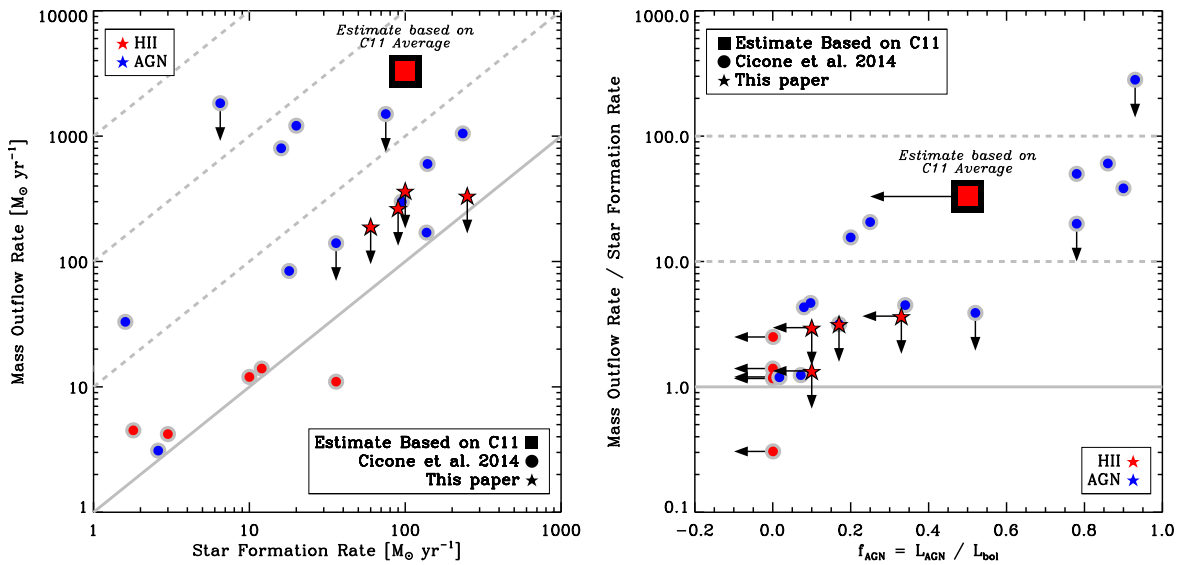 Mass Outflow Rate [M⊙ yr⁻¹]
10000
1000
100
10
1
HII
AGN
Estimate based on
C11 Average
Estimate Based on C11
Cicone et al. 2014
This paper
1
10
100
1000
Star Formation Rate [M⊙ yr⁻¹]
Mass Outflow Rate / Star Formation Rate
1000.0
100.0
10.0
1.0
0.1
Estimate Based on C11
Cicone et al. 2014
This paper
Estimate based on
C11 Average
HII
AGN
−0.2
0.0
0.2
0.4
0.6
0.8
1.0
f_AGN = L_AGN / L_bol